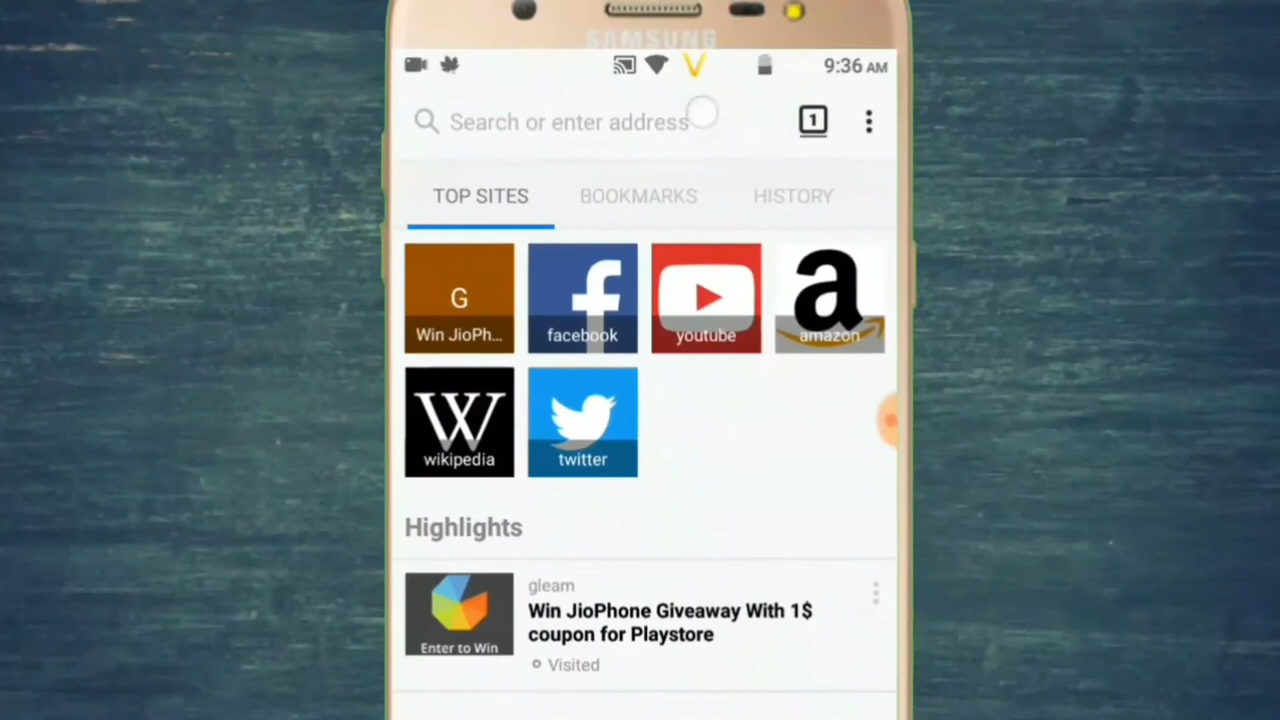 SAMSUNG
9:36 AM
Search or enter address
1
TOP SITES
BOOKMARKS
HISTORY
G
Win JioPh...
facebook
youtube
a
amazon
W
wikipedia
twitter
Highlights
gleam
Win JioPhone Giveaway With 1$
coupon for Playstore
Enter to Win
Visited